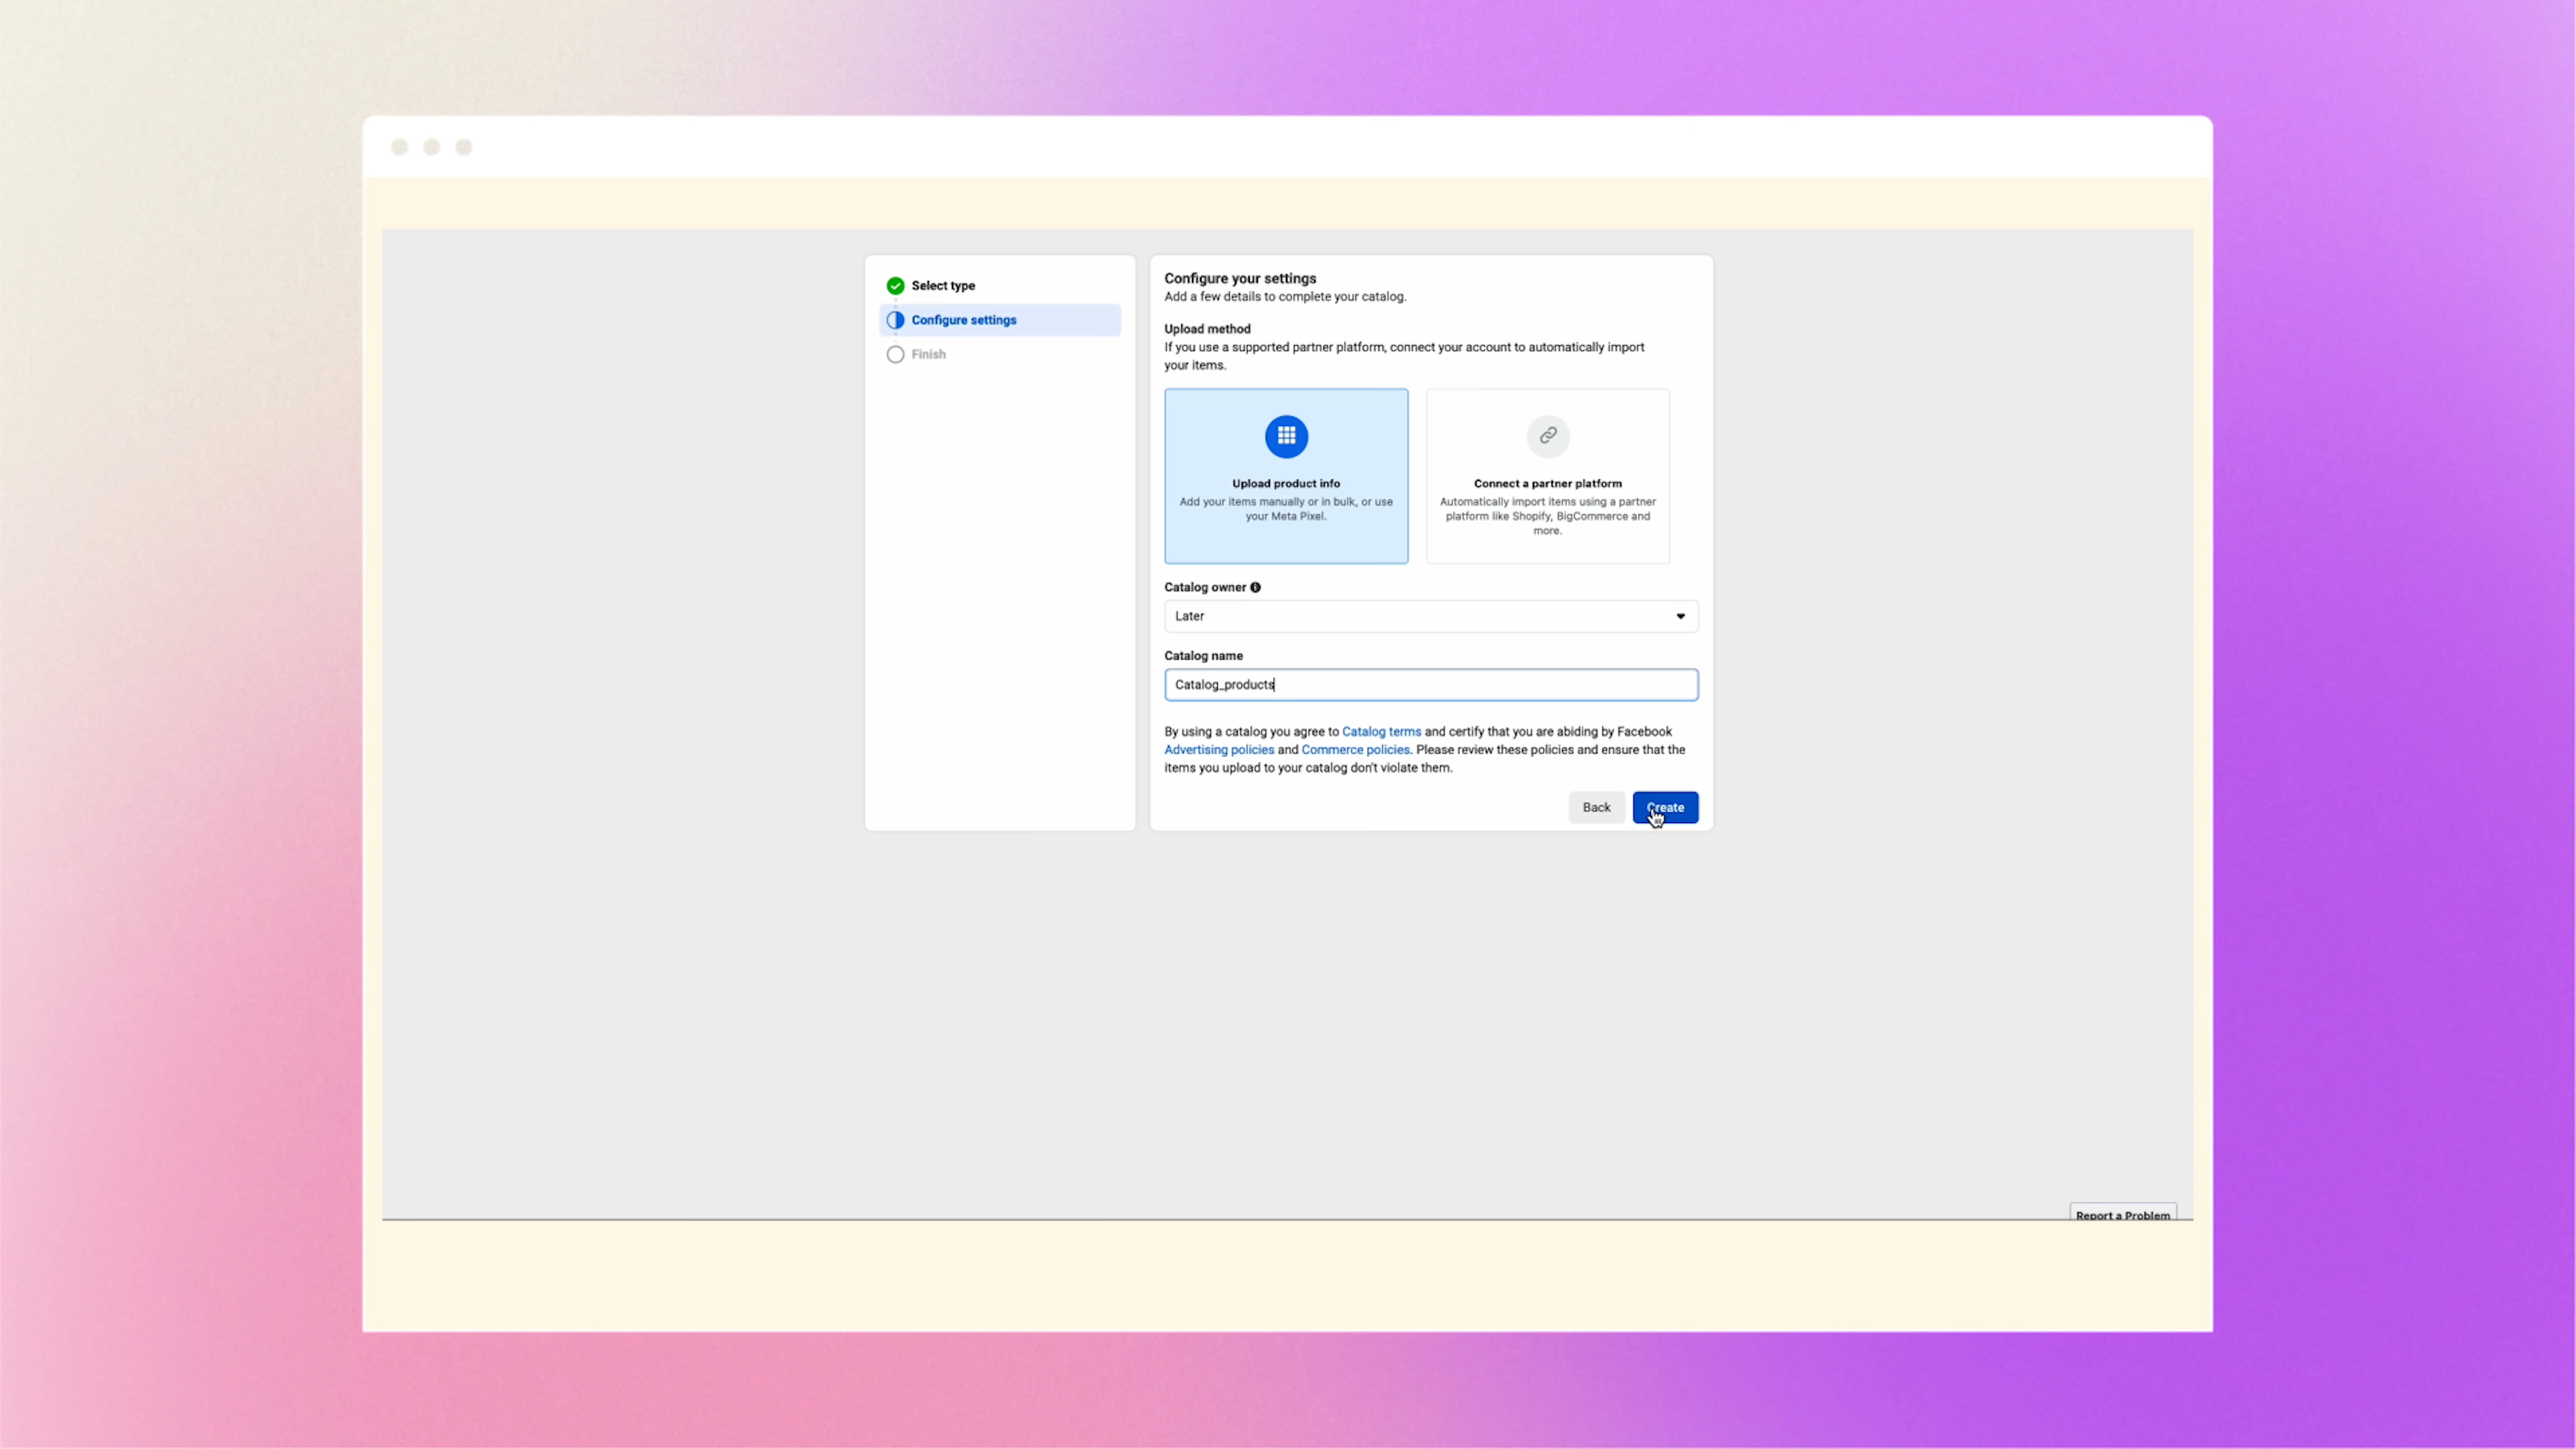 Select type
Configure settings
Finish
Configure your settings
Add a few details to complete your catalog.
Upload method
If you use a supported partner platform, connect your account to automatically import
your items.
Upload product info
Add your items manually or in bulk, or use
your Meta Pixel.
Connect a partner platform
Automatically import items using a partner
platform like Shopify, BigCommerce and
more.
Catalog owner
Later
Catalog name
Catalog_products
By using a catalog you agree to Catalog terms and certify that you are abiding by Facebook
Advertising policies and Commerce policies. Please review these policies and ensure that the
items you upload to your catalog don't violate them.
Back
Create
Report a Problem